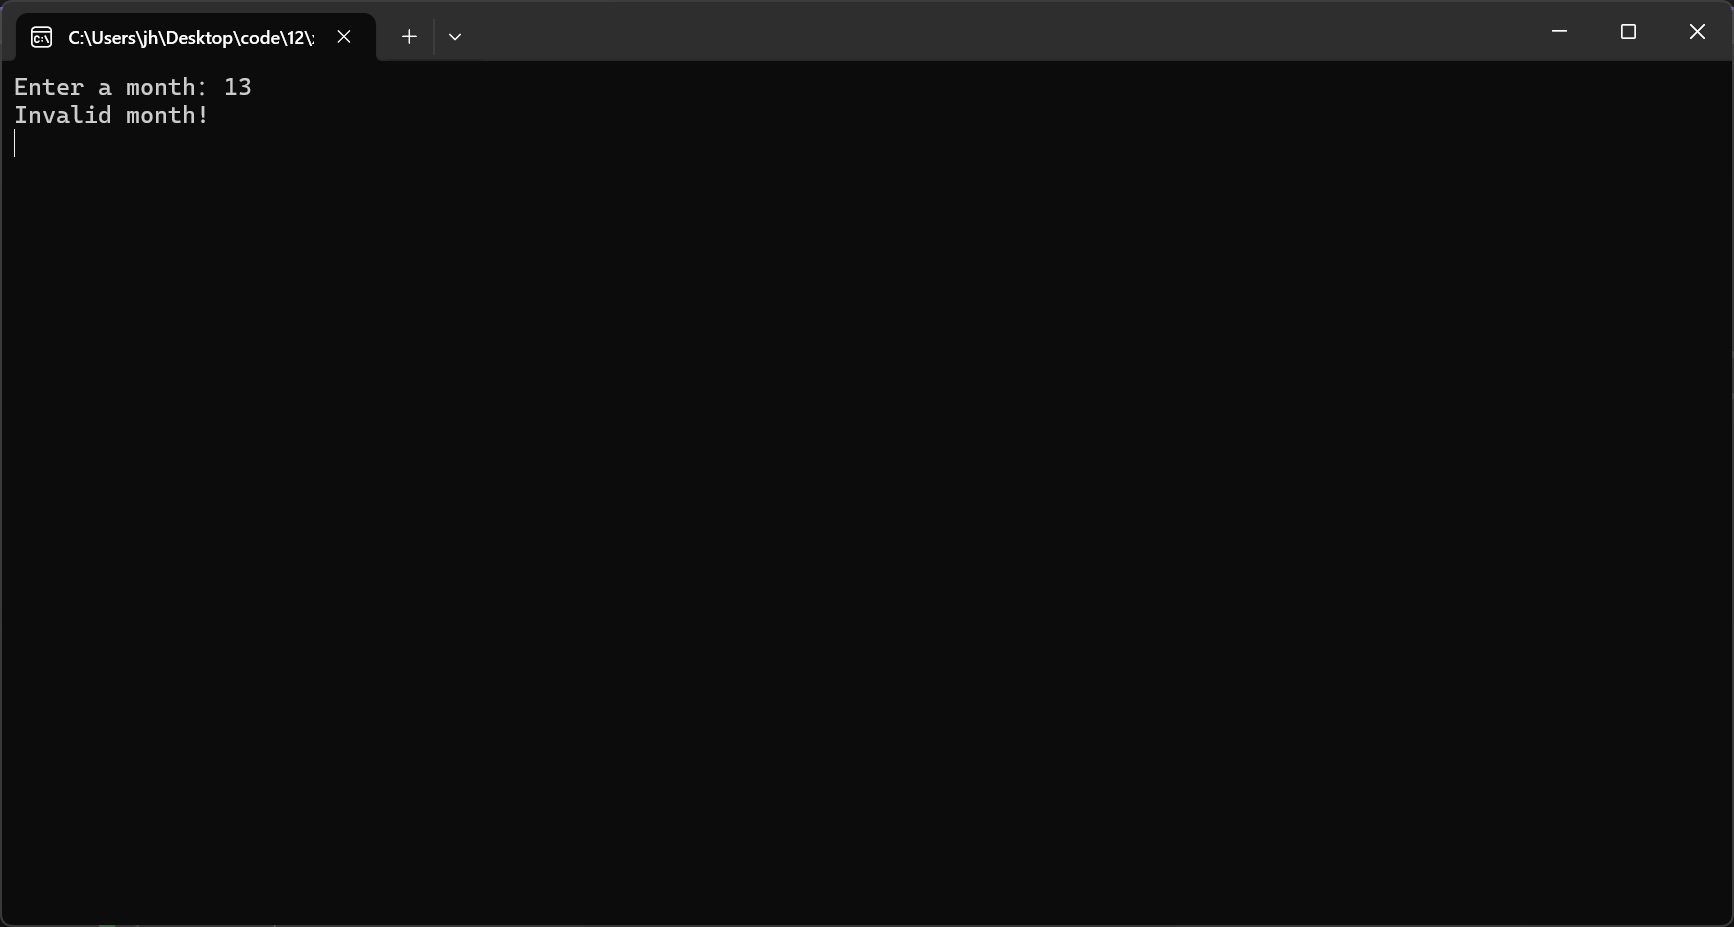 C:\Users\jh\Desktop\code\12\
Enter a month: 13
Invalid month!